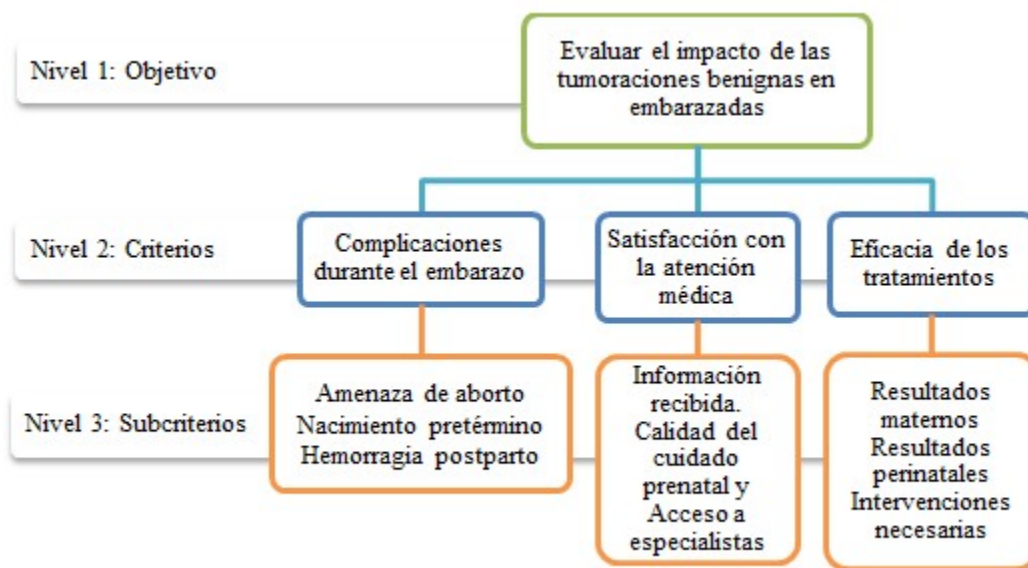 Nivel 1: Objetivo
Evaluar el impacto de las
tumoraciones benignas en
embarazadas
Nivel 2: Criterios
Complicaciones
durante el embarazo
Satisfacción con
la atención
médica
Eficacia de los
tratamientos
Nivel 3: Subcriterios
Amenaza de aborto
Nacimiento pretérmino
Hemorragia postparto
Información
recibida.
Calidad del
cuidado
prenatal y
Acceso a
especialistas
Resultados
maternos
Resultados
perinatales
Intervenciones
necesarias